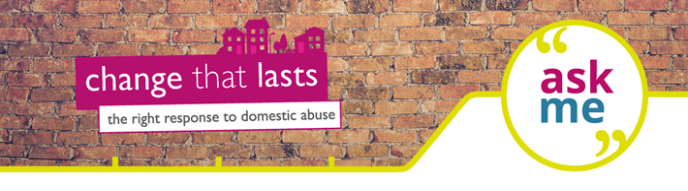 change that lasts
the right response to domestic abuse
“ask
me”